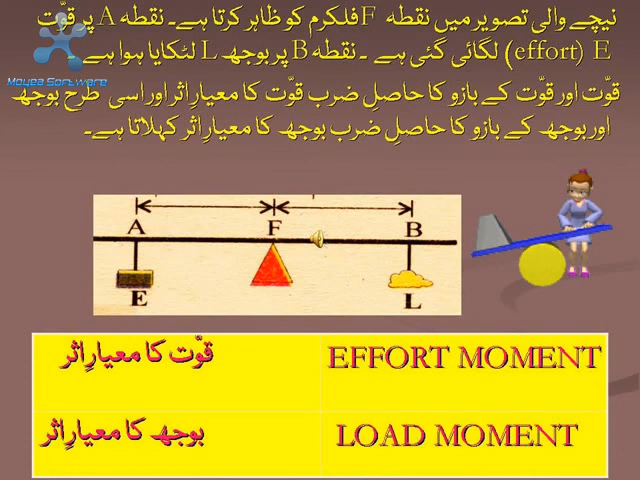 نیچے والی تصویر میں نقطہ F فلکرم کو ظاہر کرتا ہے۔ نقطہ A پر قوّت
E (effort) لگائی گئی ہے ۔ نقطہ B پر بوجھ L لٹکایا ہوا ہے
Moyea Software
قوّت اور قوّت کے بازو کا حاصلِ ضرب قوّت کا معیارِ اثر اور اسی طرح بوجھ
اور بوجھ کے بازو کا حاصلِ ضرب بوجھ کا معیارِ اثر کہلاتا ہے۔
A F B
E L
قوّت کا معیارِ اثر EFFORT MOMENT
بوجھ کا معیارِ اثر LOAD MOMENT